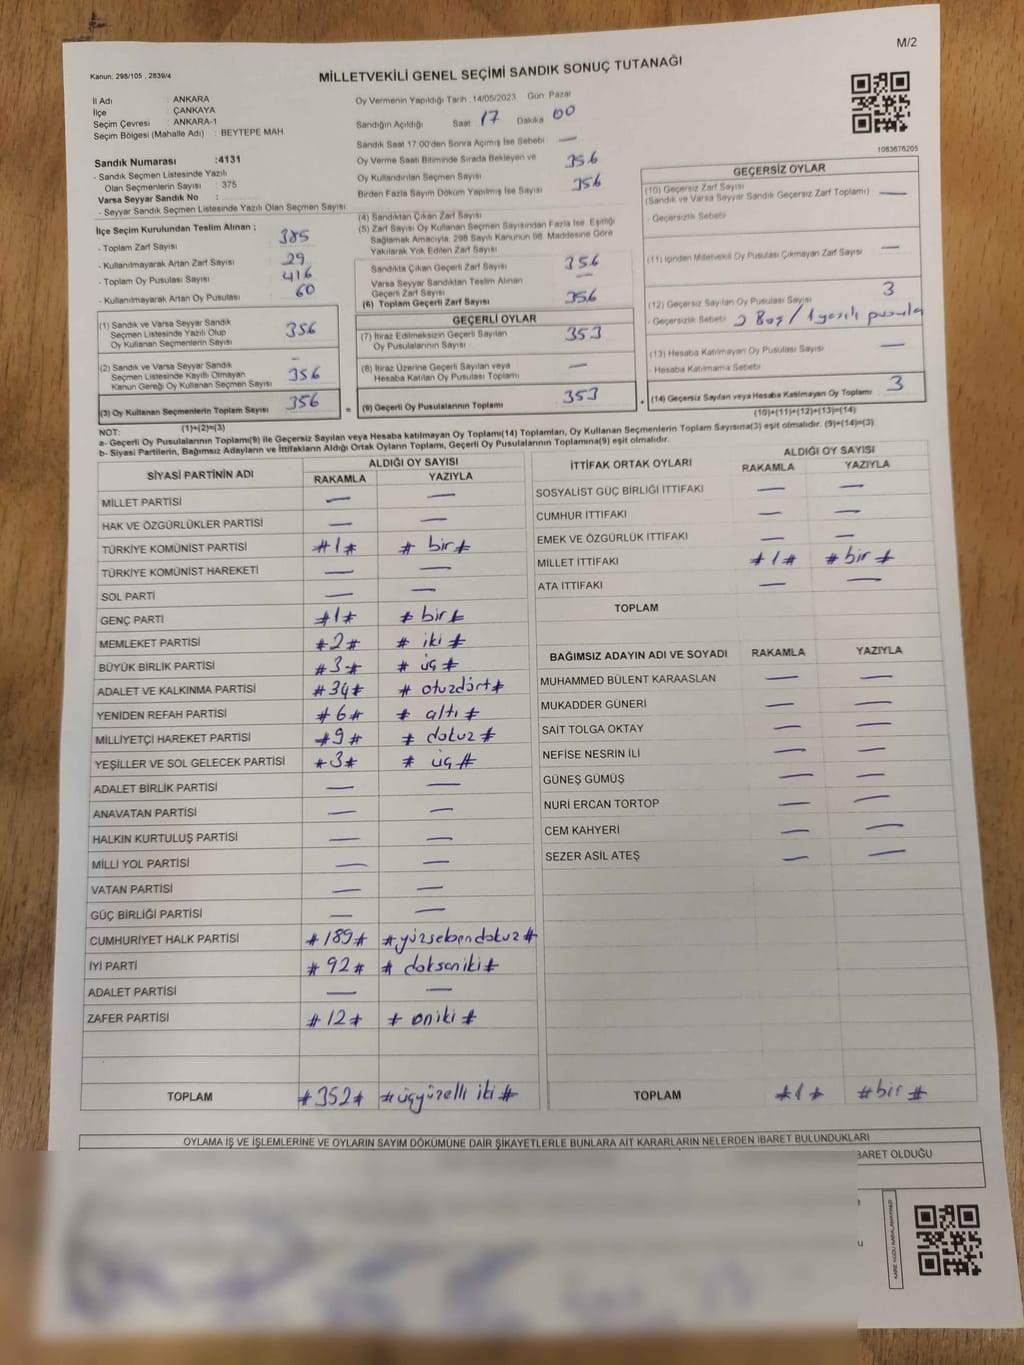 M/2
Kanun; 298/105 , 2839/4
MİLLETVEKİLİ GENEL SEÇİMİ SANDIK SONUÇ TUTANAĞI
İl Adı : ANKARA
İlçe : ÇANKAYA
Seçim Çevresi : ANKARA-1
Seçim Bölgesi (Mahalle Adı) : BEYTEPE MAH
Sandık Numarası :4131
- Sandık Seçmen Listesinde Yazılı
Olan Seçmenlerin Sayısı : 375
Varsa Seyyar Sandık No :
- Seyyar Sandık Seçmen Listesinde Yazılı Olan Seçmen Sayısı
İlçe Seçim Kurulundan Teslim Alınan ;
- Toplam Zarf Sayısı 385
- Kullanılmayarak Artan Zarf Sayısı 29
- Toplam Oy Pusulası Sayısı 416
- Kullanılmayarak Artan Oy Pusulası 60
(1) Sandık ve Varsa Seyyar Sandık
Seçmen Listesinde Yazılı Olup
Oy Kullanan Seçmenlerin Sayısı 356
(2) Sandık ve Varsa Seyyar Sandık
Seçmen Listesinde Kayıtlı Olmayan
Kanun Gereği Oy Kullanan Seçmen Sayısı – 356
(3) Oy Kullanan Seçmenlerin Toplam Sayısı 356
(1)+(2)=(3)
Oy Vermenin Yapıldığı Tarih :14/05/2023 Gün Pazar
Sandığın Açıldığı Saat 17 Dakika 00
Sandık Saat 17:00'den Sonra Açılmış İse Sebebi: —
Oy Verme Saati Bitiminde Sırada Bekleyen ve
Oy Kullandırılan Seçmen Sayısı 356
Birden Fazla Sayım Döküm Yapılmış İse Sayısı 356
(4) Sandıktan Çıkan Zarf Sayısı
(5) Zarf Sayısı Oy Kullanan Seçmen Sayısından Fazla İse, Eşitliği
Sağlamak Amacıyla, 298 Sayılı Kanunun 98. Maddesine Göre
Yakılarak Yok Edilen Zarf Sayısı
Sandıkta Çıkan Geçerli Zarf Sayısı 356
Varsa Seyyar Sandıktan Teslim Alınan
Geçerli Zarf Sayısı —
(6) Toplam Geçerli Zarf Sayısı 356
GEÇERLİ OYLAR
(7) İtiraz Edilmeksizin Geçerli Sayılan
Oy Pusulalarının Sayısı 353
(8) İtiraz Üzerine Geçerli Sayılan veya
Hesaba Katılan Oy Pusulası Toplamı —
= (9) Geçerli Oy Pusulalarının Toplamı 353 +
1083676205
GEÇERSİZ OYLAR
(10) Geçersiz Zarf Sayısı
(Sandık ve Varsa Seyyar Sandık Geçersiz Zarf Toplamı) —
- Geçersizlik Sebebi
(11) İçinden Milletvekili Oy Pusulası Çıkmayan Zarf Sayısı —
(12) Geçersiz Sayılan Oy Pusulası Sayısı 3
- Geçersizlik Sebebi 2 Boş / 1 yazılı pusula
(13) Hesaba Katılmayan Oy Pusulası Sayısı —
- Hesaba Katılmama Sebebi
(14) Geçersiz Sayılan veya Hesaba Katılmayan Oy Toplamı 3
(10)+(11)+(12)+(13)=(14)
NOT:
a- Geçerli Oy Pusulalarının Toplamı(9) ile Geçersiz Sayılan veya Hesaba katılmayan Oy Toplamı(14) Toplamları, Oy Kullanan Seçmenlerin Toplam Sayısına(3) eşit olmalıdır. (9)+(14)=(3)
b- Siyasi Partilerin, Bağımsız Adayların ve İttifakların Aldığı Ortak Oyların Toplamı, Geçerli Oy Pusulalarının Toplamına(9) eşit olmalıdır.
SİYASİ PARTİNİN ADI ALDIĞI OY SAYISI
RAKAMLA YAZIYLA
MİLLET PARTİSİ — —
HAK VE ÖZGÜRLÜKLER PARTİSİ — —
TÜRKİYE KOMÜNİST PARTİSİ #1# # bir #
TÜRKİYE KOMÜNİST HAREKETİ — —
SOL PARTİ — —
GENÇ PARTİ #1# # bir #
MEMLEKET PARTİSİ #2# # iki #
BÜYÜK BİRLİK PARTİSİ #3# # üç #
ADALET VE KALKINMA PARTİSİ #34# # otuzdört #
YENİDEN REFAH PARTİSİ #6# # altı #
MİLLİYETÇİ HAREKET PARTİSİ #9# # dokuz #
YEŞİLLER VE SOL GELECEK PARTİSİ #3# # üç #
ADALET BİRLİK PARTİSİ — —
ANAVATAN PARTİSİ — —
HALKIN KURTULUŞ PARTİSİ — —
MİLLİ YOL PARTİSİ — —
VATAN PARTİSİ — —
GÜÇ BİRLİĞİ PARTİSİ — —
CUMHURİYET HALK PARTİSİ #189# #yüzseksendokuz#
İYİ PARTİ #92# # doksaniki #
ADALET PARTİSİ — —
ZAFER PARTİSİ #12# # oniki #
TOPLAM #352# #üçyüzelli iki #
İTTİFAK ORTAK OYLARI ALDIĞI OY SAYISI
RAKAMLA YAZIYLA
SOSYALİST GÜÇ BİRLİĞİ İTTİFAKI — —
CUMHUR İTTİFAKI — —
EMEK VE ÖZGÜRLÜK İTTİFAKI — —
MİLLET İTTİFAKI #1# #bir #
ATA İTTİFAKI — —
TOPLAM
BAĞIMSIZ ADAYIN ADI VE SOYADI RAKAMLA YAZIYLA
MUHAMMED BÜLENT KARAASLAN — —
MUKADDER GÜNERİ — —
SAİT TOLGA OKTAY — —
NEFİSE NESRİN İLİ — —
GÜNEŞ GÜMÜŞ — —
NURİ ERCAN TORTOP — —
CEM KAHYERİ — —
SEZER ASİL ATEŞ — —
TOPLAM #1# #bir #
OYLAMA İŞ VE İŞLEMLERİNE VE OYLARIN SAYIM DÖKÜMÜNE DAİR ŞİKAYETLERLE BUNLARA AİT KARARLARIN NELERDEN İBARET BULUNDUKLARI
BARET OLDUĞU